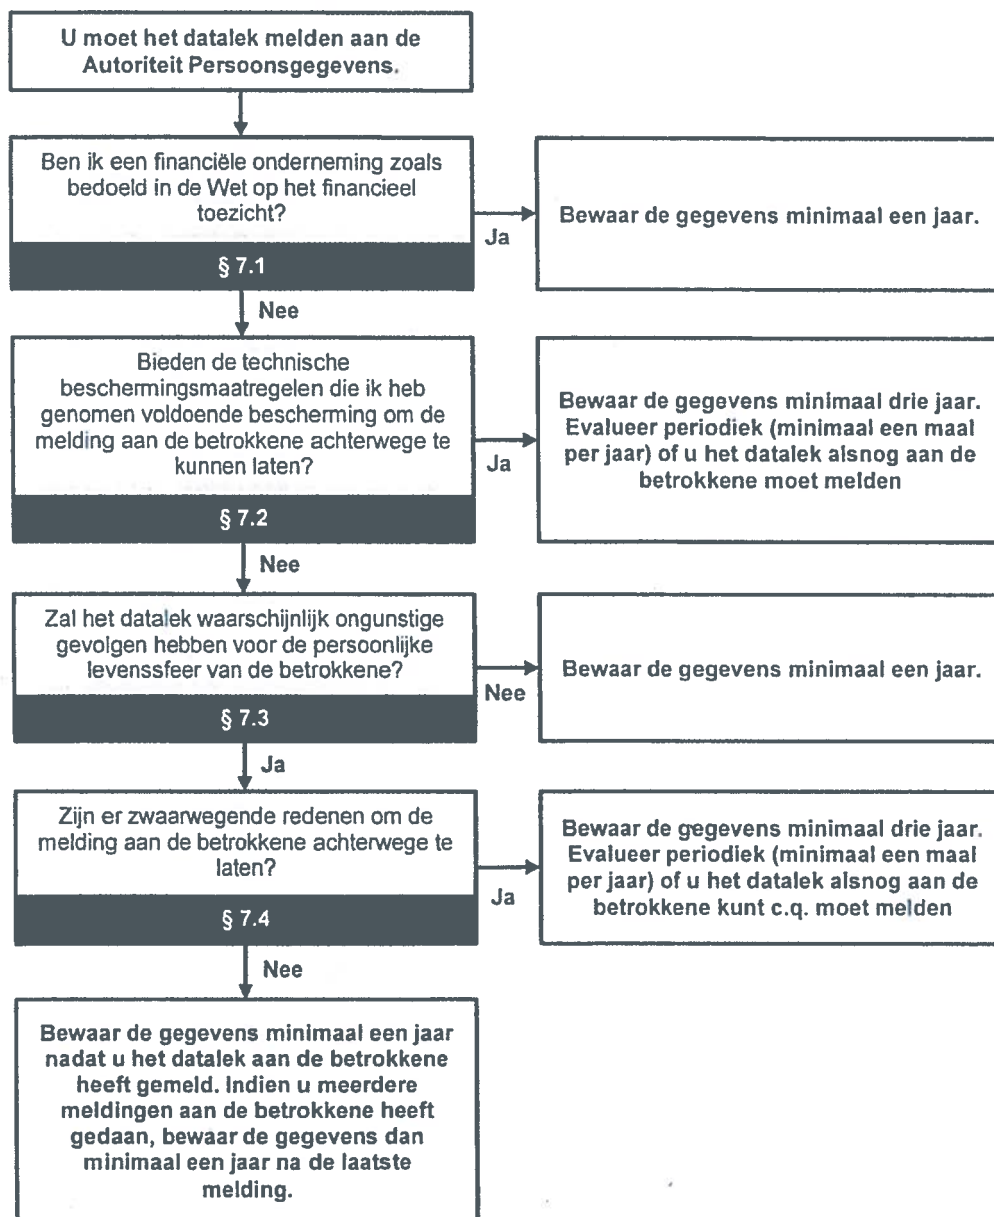 U moet het datalek melden aan de
Autoriteit Persoonsgegevens.
Ben ik een financiële onderneming zoals
bedoeld in de Wet op het financieel
toezicht?
§ 7.1
Ja
Bewaar de gegevens minimaal een jaar.
Nee
Bieden de technische
beschermingsmaatregelen die ik heb
genomen voldoende bescherming om de
melding aan de betrokkene achterwege te
kunnen laten?
§ 7.2
Ja
Bewaar de gegevens minimaal drie jaar.
Evalueer periodiek (minimaal een maal
per jaar) of u het datalek alsnog aan de
betrokkene moet melden
Nee
Zal het datalek waarschijnlijk ongunstige
gevolgen hebben voor de persoonlijke
levenssfeer van de betrokkene?
§ 7.3
Nee
Bewaar de gegevens minimaal een jaar.
Ja
Zijn er zwaarwegende redenen om de
melding aan de betrokkene achterwege te
laten?
§ 7.4
Ja
Bewaar de gegevens minimaal drie jaar.
Evalueer periodiek (minimaal een maal
per jaar) of u het datalek alsnog aan de
betrokkene kunt c.q. moet melden
Nee
Bewaar de gegevens minimaal een jaar
nadat u het datalek aan de betrokkene
heeft gemeld. Indien u meerdere
meldingen aan de betrokkene heeft
gedaan, bewaar de gegevens dan
minimaal een jaar na de laatste
melding.